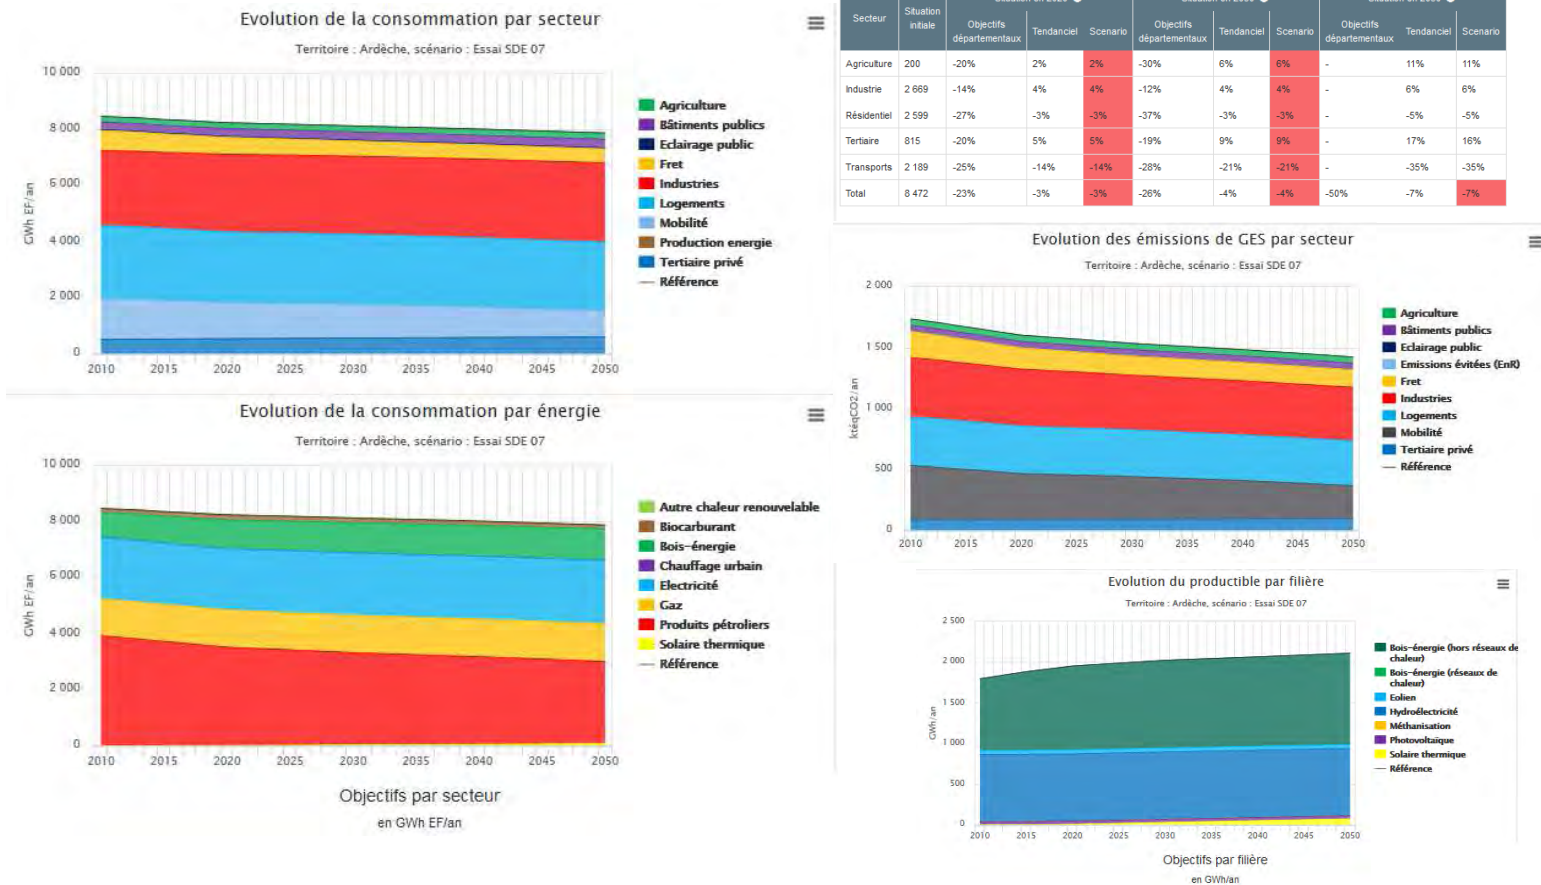 Evolution de la consommation par secteur
Territoire : Ardèche, scénario : Essai SDE 07
10 000
8 000
6 000
4 000
2 000
0
GWh EF/an
2010 2015 2020 2025 2030 2035 2040 2045 2050
Agriculture
Bâtiments publics
Eclairage public
Fret
Industries
Logements
Mobilité
Production energie
Tertiaire privé
Référence
Evolution de la consommation par énergie
Territoire : Ardèche, scénario : Essai SDE 07
10 000
8 000
6 000
4 000
2 000
0
GWh EF/an
2010 2015 2020 2025 2030 2035 2040 2045 2050
Autre chaleur renouvelable
Biocarburant
Bois-énergie
Chauffage urbain
Electricité
Gaz
Produits pétroliers
Solaire thermique
Référence
Objectifs par secteur
en GWh EF/an
Secteur
Situation
initiale
Objectifs
départementaux
Tendanciel Scenario
Objectifs
départementaux
Tendanciel Scenario
Objectifs
départementaux
Tendanciel Scenario
Agriculture 200 -20% 2% 2% -30% 6% 6% - 11% 11%
Industrie 2 669 -14% 4% 4% -12% 4% 4% - 6% 6%
Résidentiel 2 599 -27% -3% -3% -37% -3% -3% - -5% -5%
Tertiaire 815 -20% 5% 5% -19% 9% 9% - 17% 16%
Transports 2 189 -25% -14% -14% -28% -21% -21% - -35% -35%
Total 8 472 -23% -3% -3% -26% -4% -4% -50% -7% -7%
Evolution des émissions de GES par secteur
Territoire : Ardèche, scénario : Essai SDE 07
2 000
1 500
1 000
500
0
ktéqCO2/an
2010 2015 2020 2025 2030 2035 2040 2045 2050
Agriculture
Bâtiments publics
Eclairage public
Emissions évitées (EnR)
Fret
Industries
Logements
Mobilité
Tertiaire privé
Référence
Evolution du productible par filière
Territoire : Ardèche, scénario : Essai SDE 07
2 500
2 000
1 500
1 000
500
0
GWh/an
2010 2015 2020 2025 2030 2035 2040 2045 2050
Bois-énergie (hors réseaux de
chaleur)
Bois-énergie (réseaux de
chaleur)
Eolien
Hydroélectricité
Méthanisation
Photovoltaïque
Solaire thermique
Référence
Objectifs par filière
en GWh/an